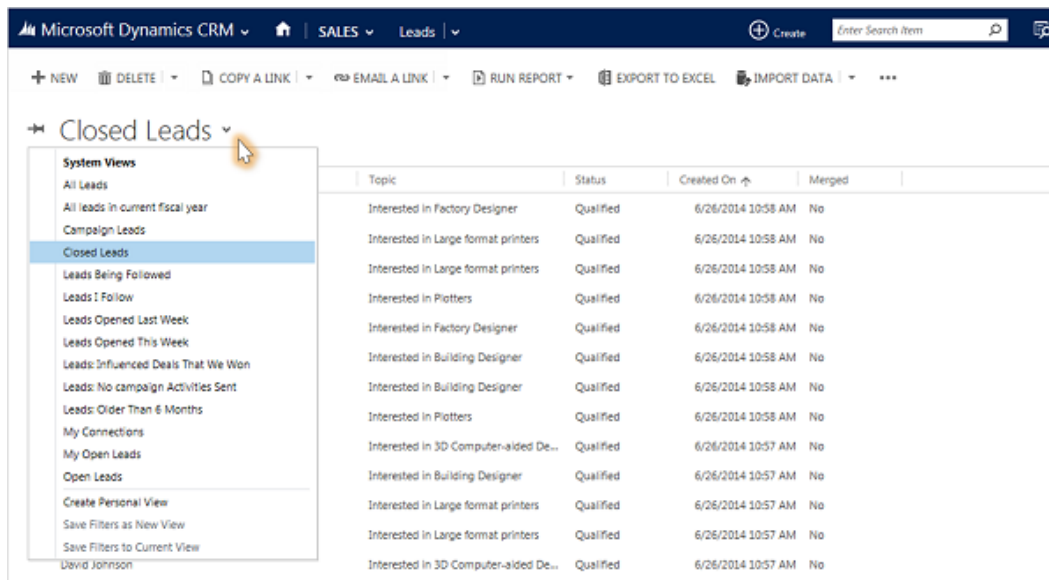 Microsoft Dynamics CRM SALES Leads Create Enter Search Item
NEW DELETE COPY A LINK EMAIL A LINK RUN REPORT EXPORT TO EXCEL IMPORT DATA •••
Closed Leads
System Views
All Leads
All leads in current fiscal year
Campaign Leads
Closed Leads
Leads Being Followed
Leads I Follow
Leads Opened Last Week
Leads Opened This Week
Leads: Influenced Deals That We Won
Leads: No campaign Activities Sent
Leads: Older Than 6 Months
My Connections
My Open Leads
Open Leads
Create Personal View
Save Filters as New View
Save Filters to Current View
Topic Status Created On Merged
Interested in Factory Designer Qualified 6/26/2014 10:58 AM No
Interested in Large format printers Qualified 6/26/2014 10:58 AM No
Interested in Large format printers Qualified 6/26/2014 10:58 AM No
Interested in Plotters Qualified 6/26/2014 10:58 AM No
Interested in Factory Designer Qualified 6/26/2014 10:58 AM No
Interested in Building Designer Qualified 6/26/2014 10:58 AM No
Interested in Building Designer Qualified 6/26/2014 10:58 AM No
Interested in Plotters Qualified 6/26/2014 10:58 AM No
Interested in 3D Computer-aided De... Qualified 6/26/2014 10:57 AM No
Interested in Building Designer Qualified 6/26/2014 10:57 AM No
Interested in Large format printers Qualified 6/26/2014 10:57 AM No
Interested in Large format printers Qualified 6/26/2014 10:57 AM No
David Johnson Interested in 3D Computer-aided De... Qualified 6/26/2014 10:57 AM No